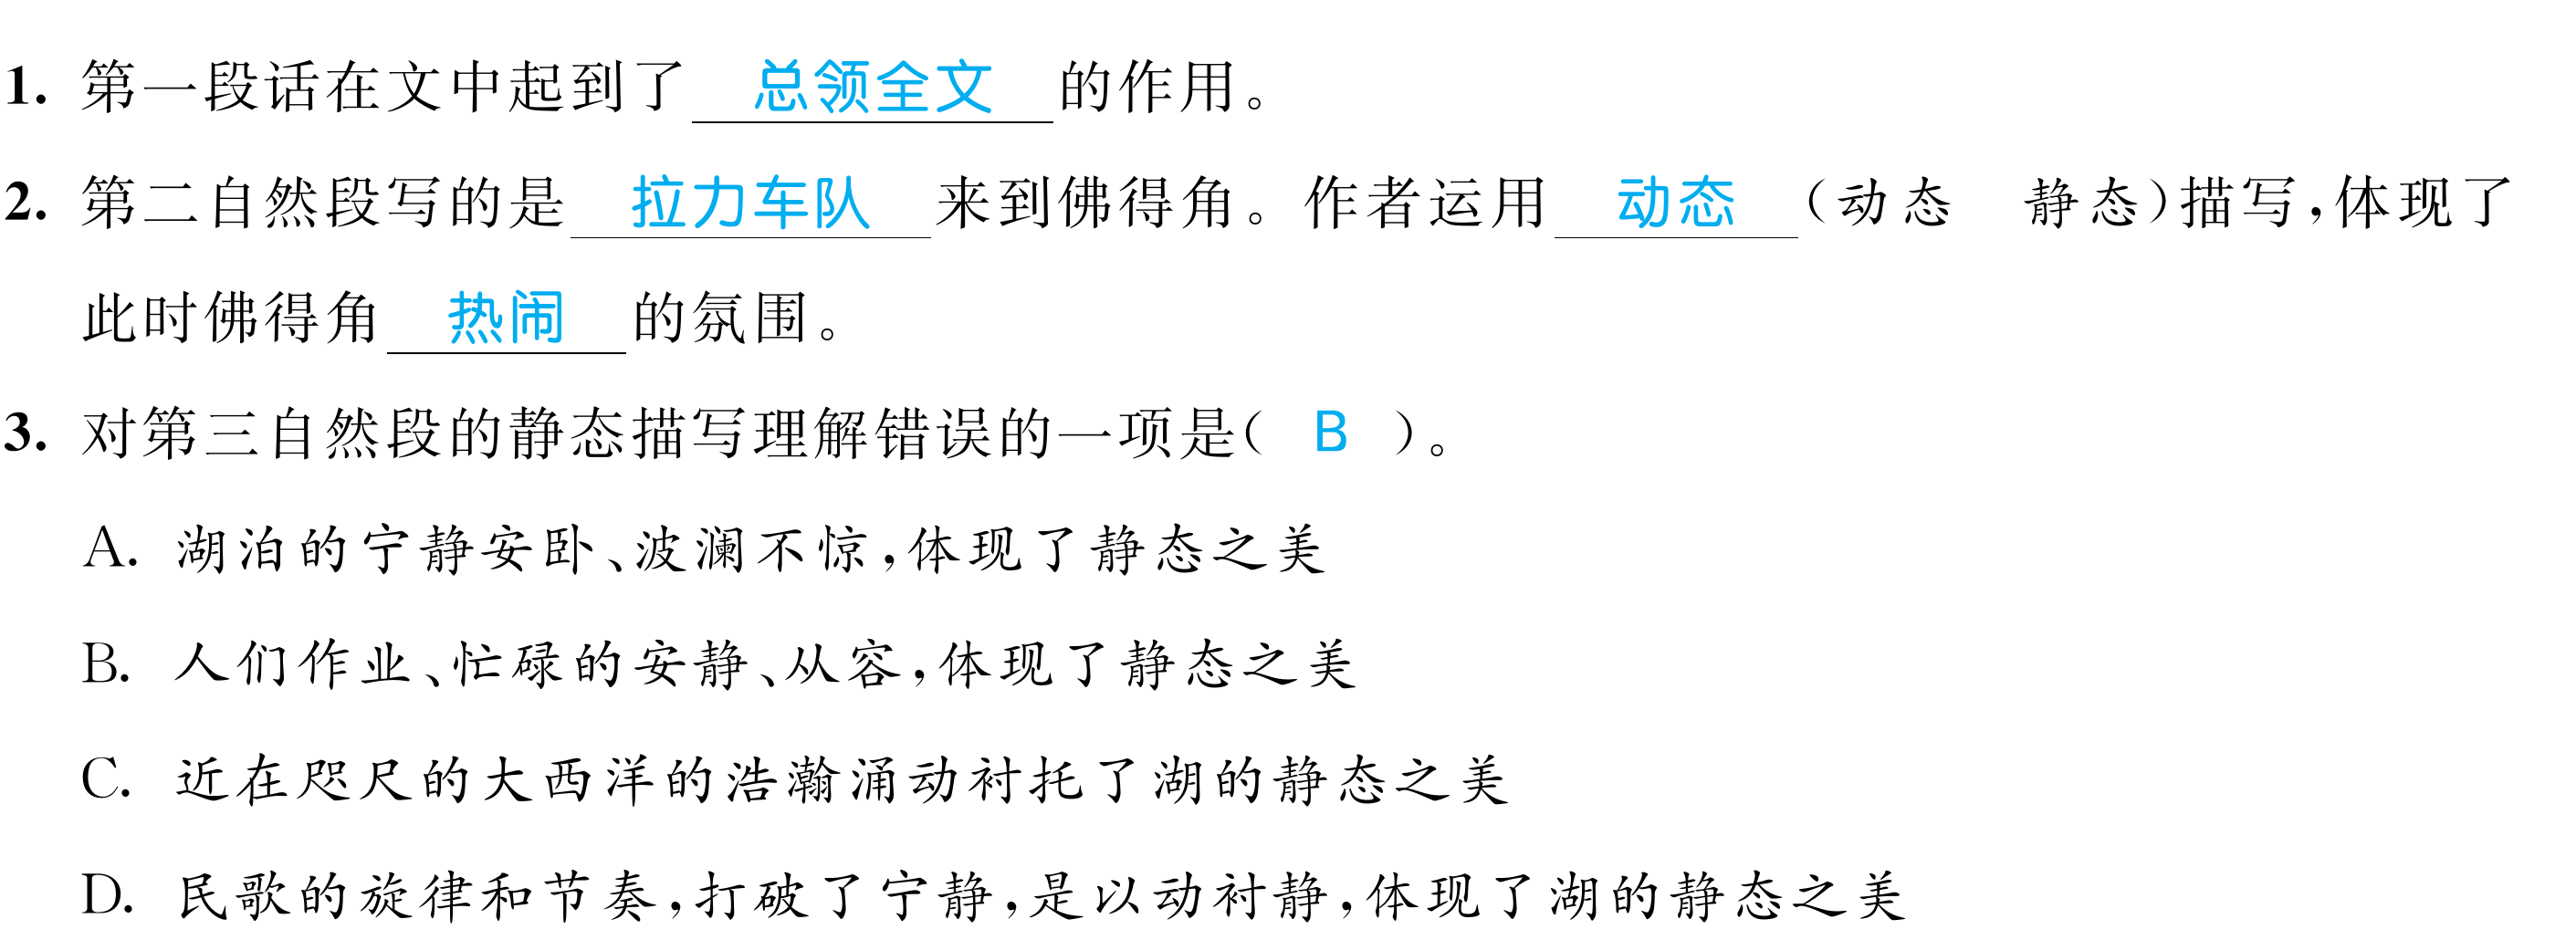 1. 第一段话在文中起到了 总领全文 的作用。
2. 第二自然段写的是 拉力车队 来到佛得角。作者运用 动态 (动态 静态)描写,体现了
此时佛得角 热闹 的氛围。
3. 对第三自然段的静态描写理解错误的一项是( B )。
A. 湖泊的宁静安卧、波澜不惊,体现了静态之美
B. 人们作业、忙碌的安静、从容,体现了静态之美
C. 近在咫尺的大西洋的浩瀚涌动衬托了湖的静态之美
D. 民歌的旋律和节奏,打破了宁静,是以动衬静,体现了湖的静态之美